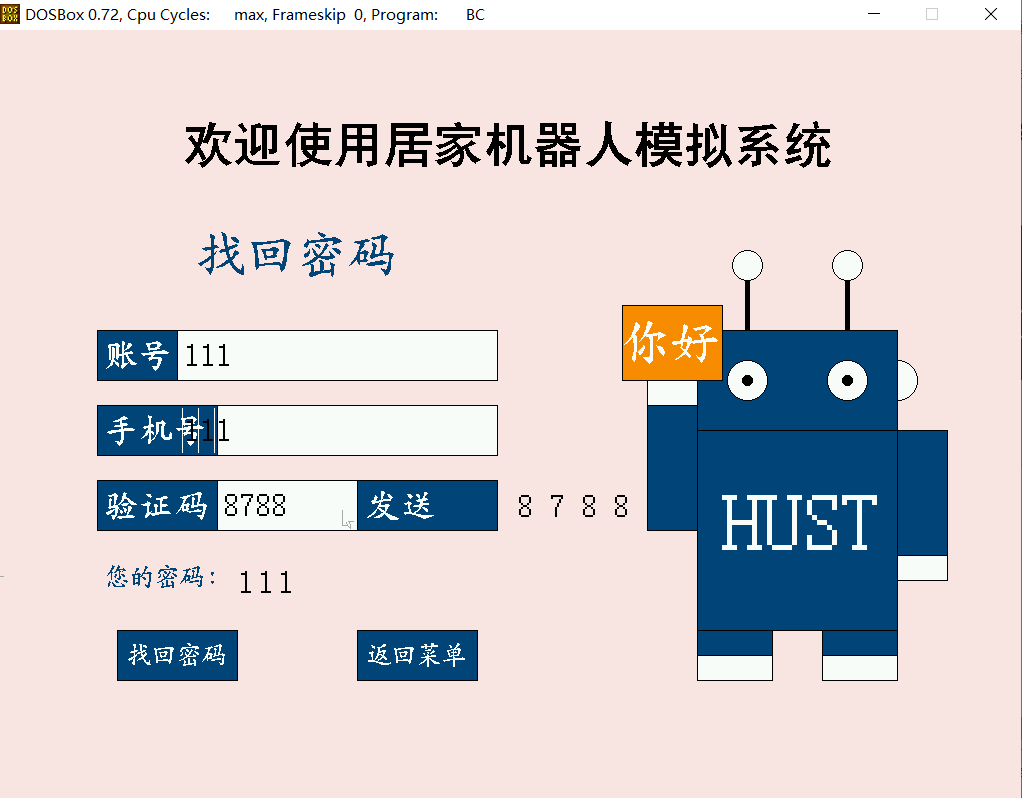 DOSBox 0.72, Cpu Cycles: max, Frameskip 0, Program: BC
欢迎使用居家机器人模拟系统
找回密码
你好
账号 111
手机号 111
验证码 8788 发送 8 7 8 8
HUST
您的密码： 111
找回密码 返回菜单